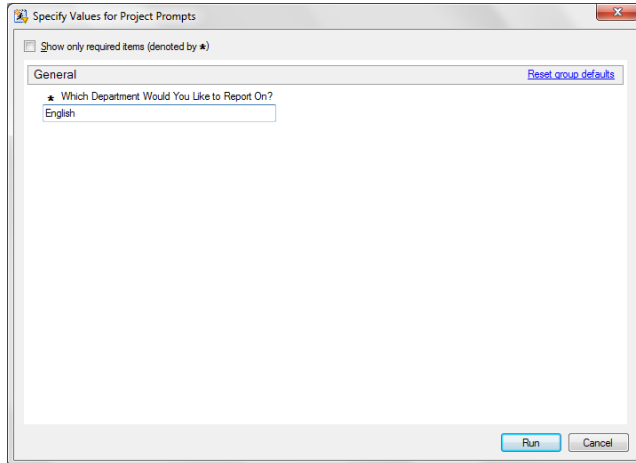 Specify Values for Project Prompts
x
Show only required items (denoted by *)
General
Reset group defaults
* Which Department Would You Like to Report On?
English
Run
Cancel